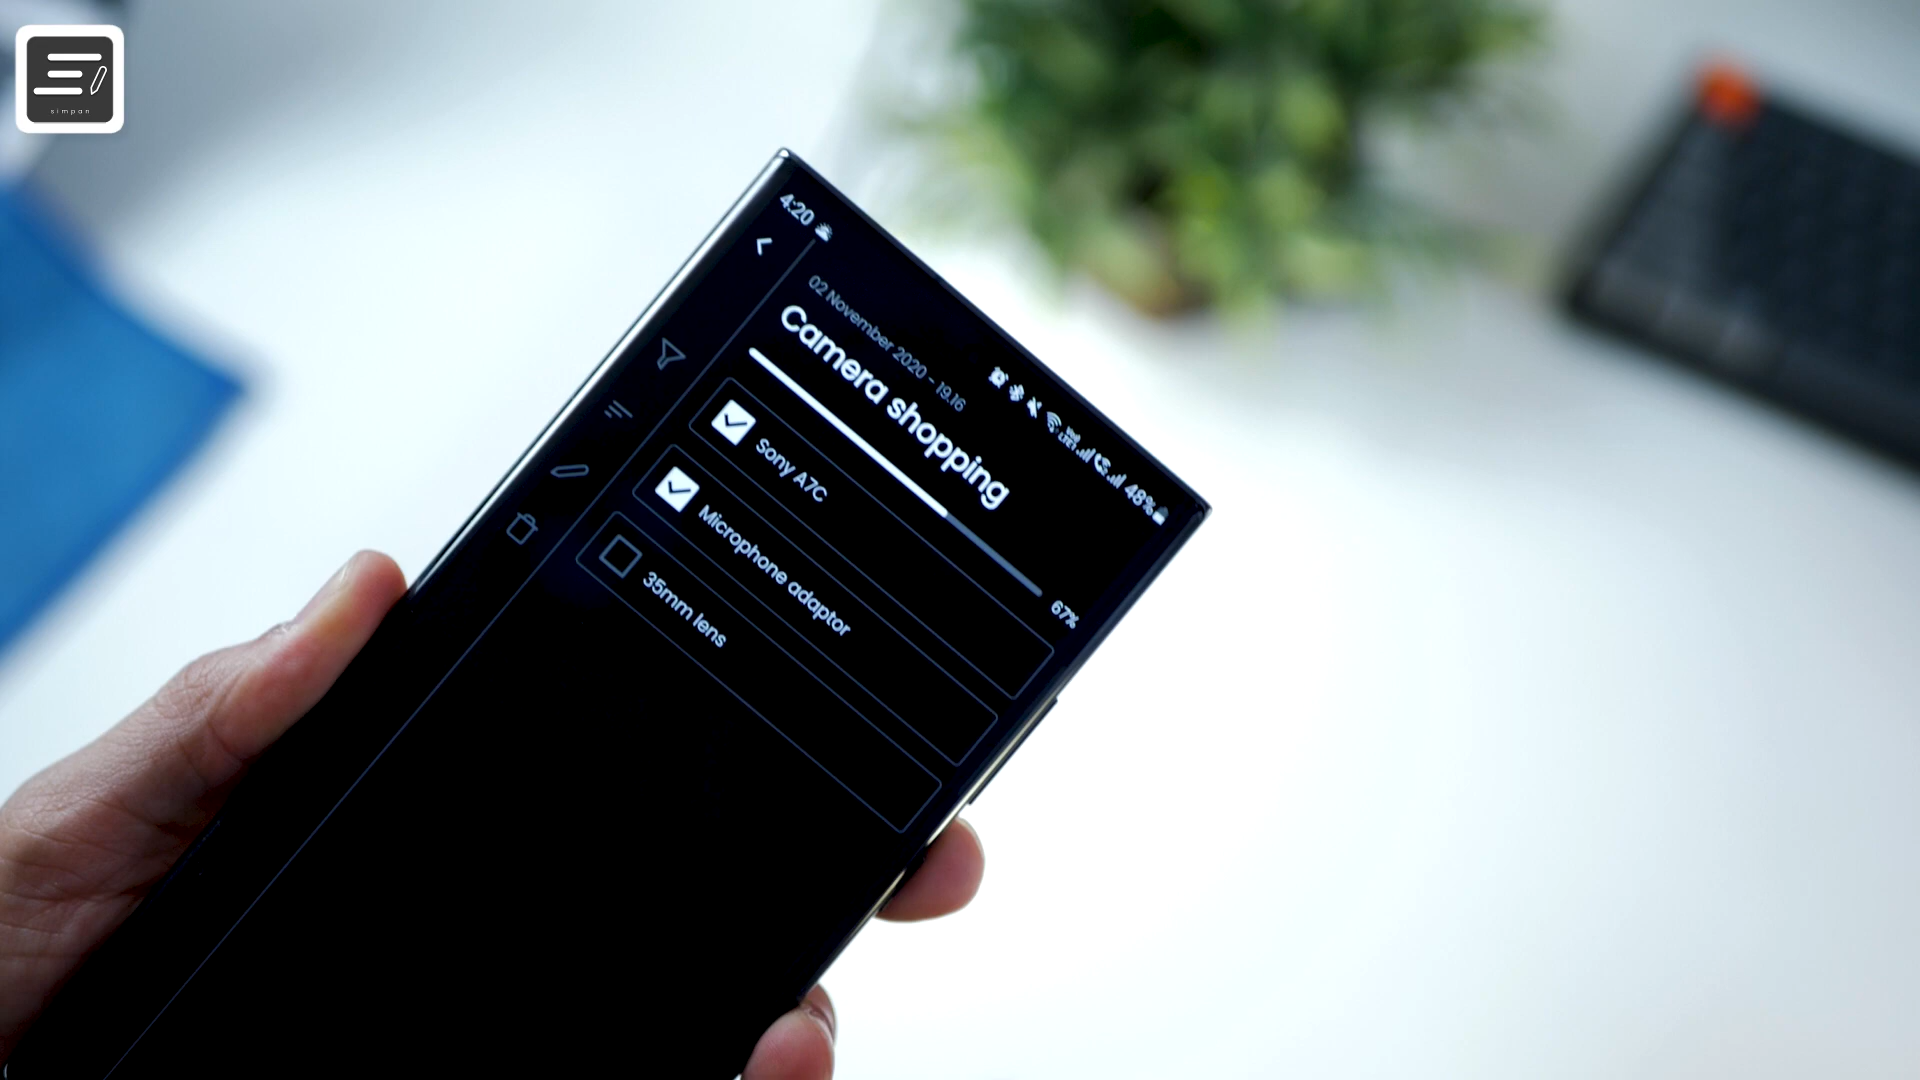 simpan
4:20
48%
02 November 2020 - 19.16
Camera shopping
67%
Sony A7C
Microphone adaptor
35mm lens